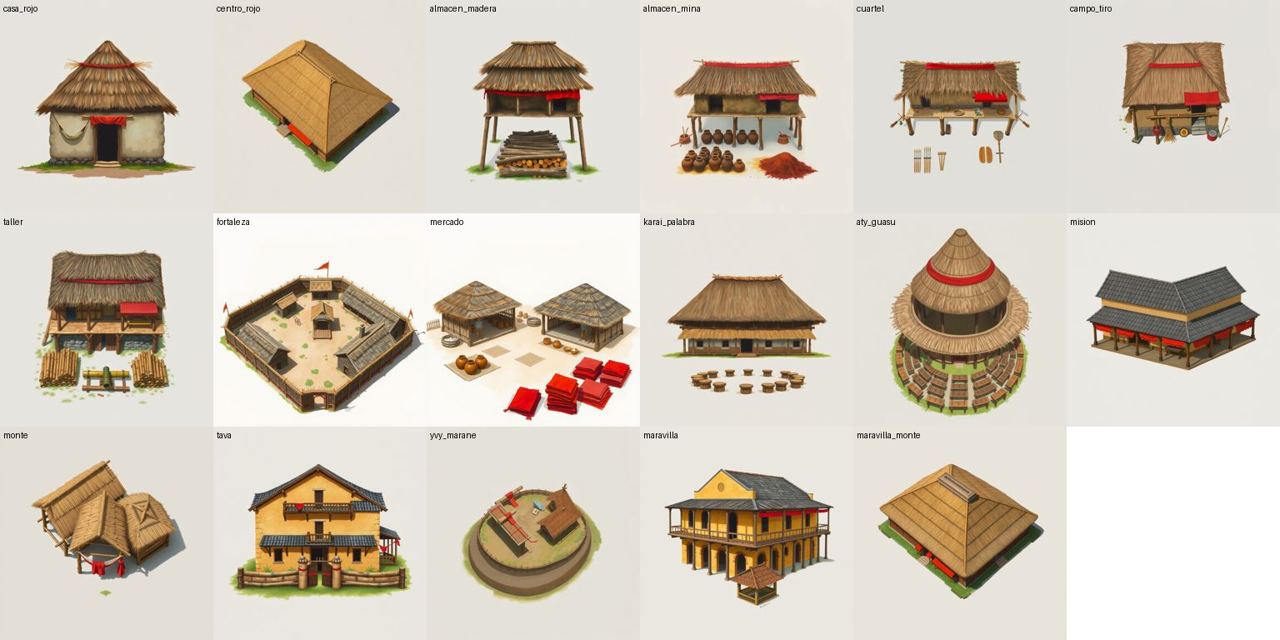 casa_rojo
centro_rojo
almacen_madera
almacen_mina
cuartel
campo_tiro
taller
fortaleza
mercado
karai_palabra
aty_guasu
mision
monte
tava
yvy_marane
maravilla
maravilla_monte